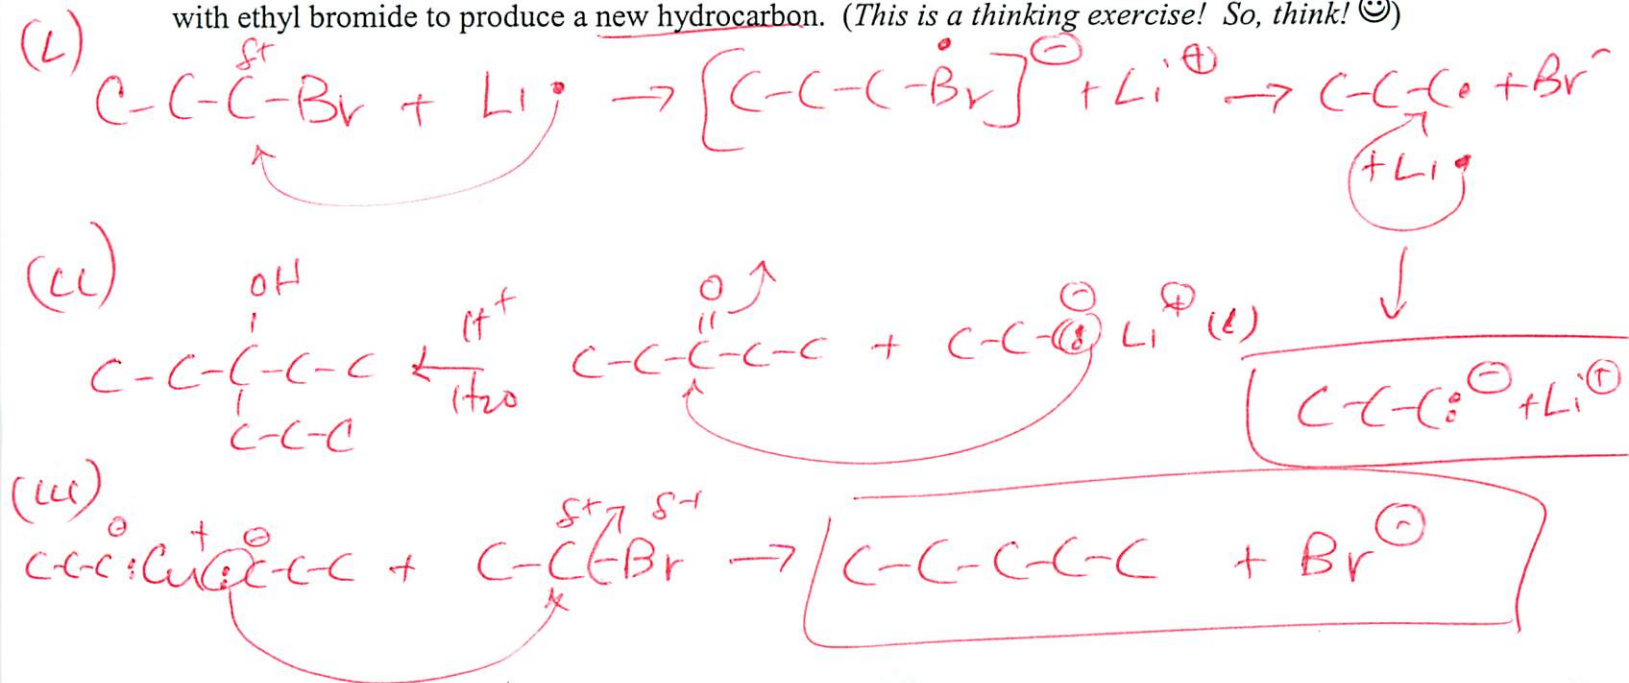 with ethyl bromide to produce a new hydrocarbon. (This is a thinking exercise! So, think! ☺)
(i) C-C-C-Br + Li· → [C-C-C-Br]⊖ + Li⊕ → C-C-C· + Br⁻
δ+
+ Li·
(ii) OH
C-C-C-C-C ← C-C-C-C-C + C-C-C:⊖ Li⊕ (l)
H+
H2O
O
C-C-C
C-C-C:⊖ + Li⊕
(iii) δ+ δ-
C-C-C:Cu:C-C-C + C-C-Br → C-C-C-C-C + Br⊖